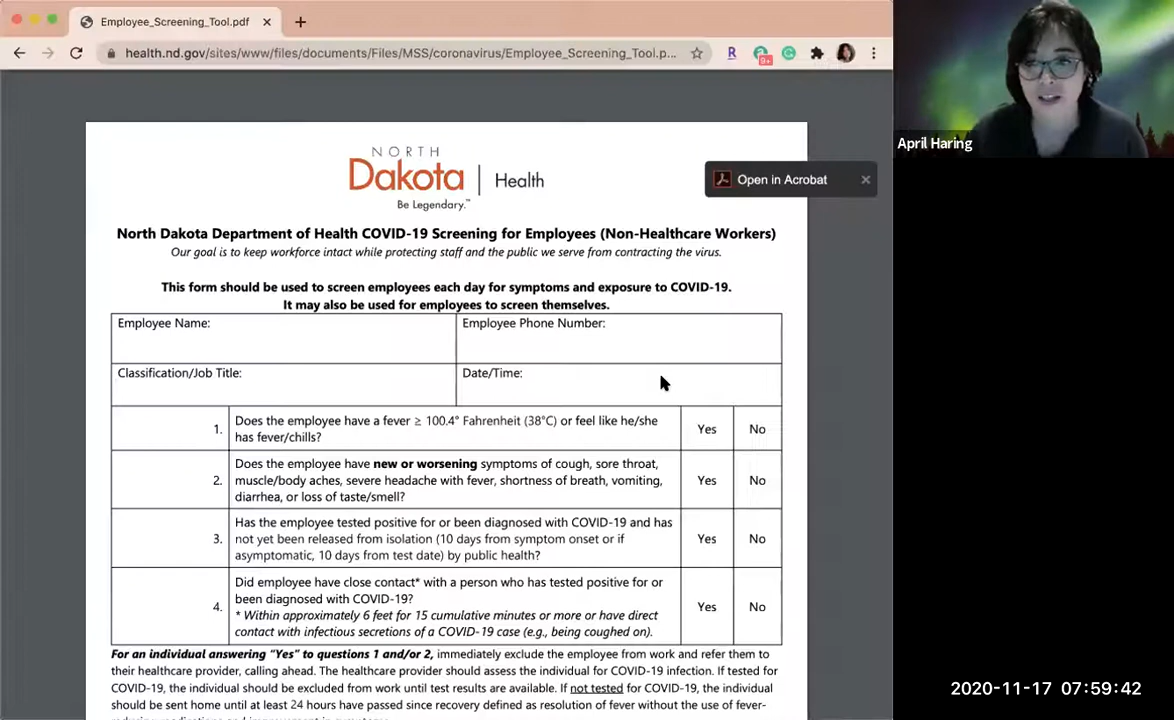 Employee_Screening_Tool.pdf
health.nd.gov/sites/www/files/documents/Files/MSS/coronavirus/Employee_Screening_Tool.p...
R
9+
April Haring
NORTH
Dakota
Health
Be Legendary.™
Open in Acrobat
North Dakota Department of Health COVID-19 Screening for Employees (Non-Healthcare Workers)
Our goal is to keep workforce intact while protecting staff and the public we serve from contracting the virus.
This form should be used to screen employees each day for symptoms and exposure to COVID-19.
It may also be used for employees to screen themselves.
Employee Name:
Employee Phone Number:
Classification/Job Title:
Date/Time:
1. Does the employee have a fever ≥ 100.4° Fahrenheit (38°C) or feel like he/she
has fever/chills?
Yes No
2. Does the employee have new or worsening symptoms of cough, sore throat,
muscle/body aches, severe headache with fever, shortness of breath, vomiting,
diarrhea, or loss of taste/smell?
Yes No
3. Has the employee tested positive for or been diagnosed with COVID-19 and has
not yet been released from isolation (10 days from symptom onset or if
asymptomatic, 10 days from test date) by public health?
Yes No
4. Did employee have close contact* with a person who has tested positive for or
been diagnosed with COVID-19?
* Within approximately 6 feet for 15 cumulative minutes or more or have direct
contact with infectious secretions of a COVID-19 case (e.g., being coughed on).
Yes No
For an individual answering “Yes” to questions 1 and/or 2, immediately exclude the employee from work and refer them to
their healthcare provider, calling ahead. The healthcare provider should assess the individual for COVID-19 infection. If tested for
COVID-19, the individual should be excluded from work until test results are available. If not tested for COVID-19, the individual
should be sent home until at least 24 hours have passed since recovery defined as resolution of fever without the use of fever-
2020-11-17 07:59:42